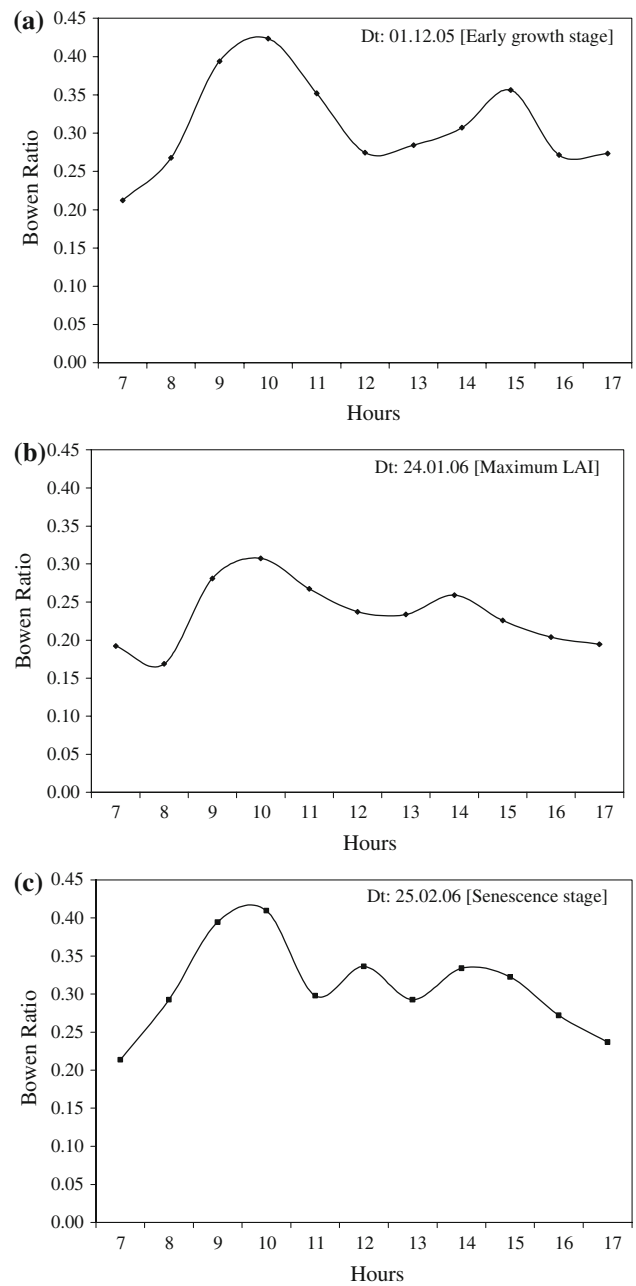 (a)
Dt: 01.12.05 [Early growth stage]
Bowen Ratio
0.45
0.40
0.35
0.30
0.25
0.20
0.15
0.10
0.05
0.00
7 8 9 10 11 12 13 14 15 16 17
Hours
(b)
Dt: 24.01.06 [Maximum LAI]
Bowen Ratio
0.45
0.40
0.35
0.30
0.25
0.20
0.15
0.10
0.05
0.00
7 8 9 10 11 12 13 14 15 16 17
Hours
(c)
Dt: 25.02.06 [Senescence stage]
Bowen Ratio
0.45
0.40
0.35
0.30
0.25
0.20
0.15
0.10
0.05
0.00
7 8 9 10 11 12 13 14 15 16 17
Hours